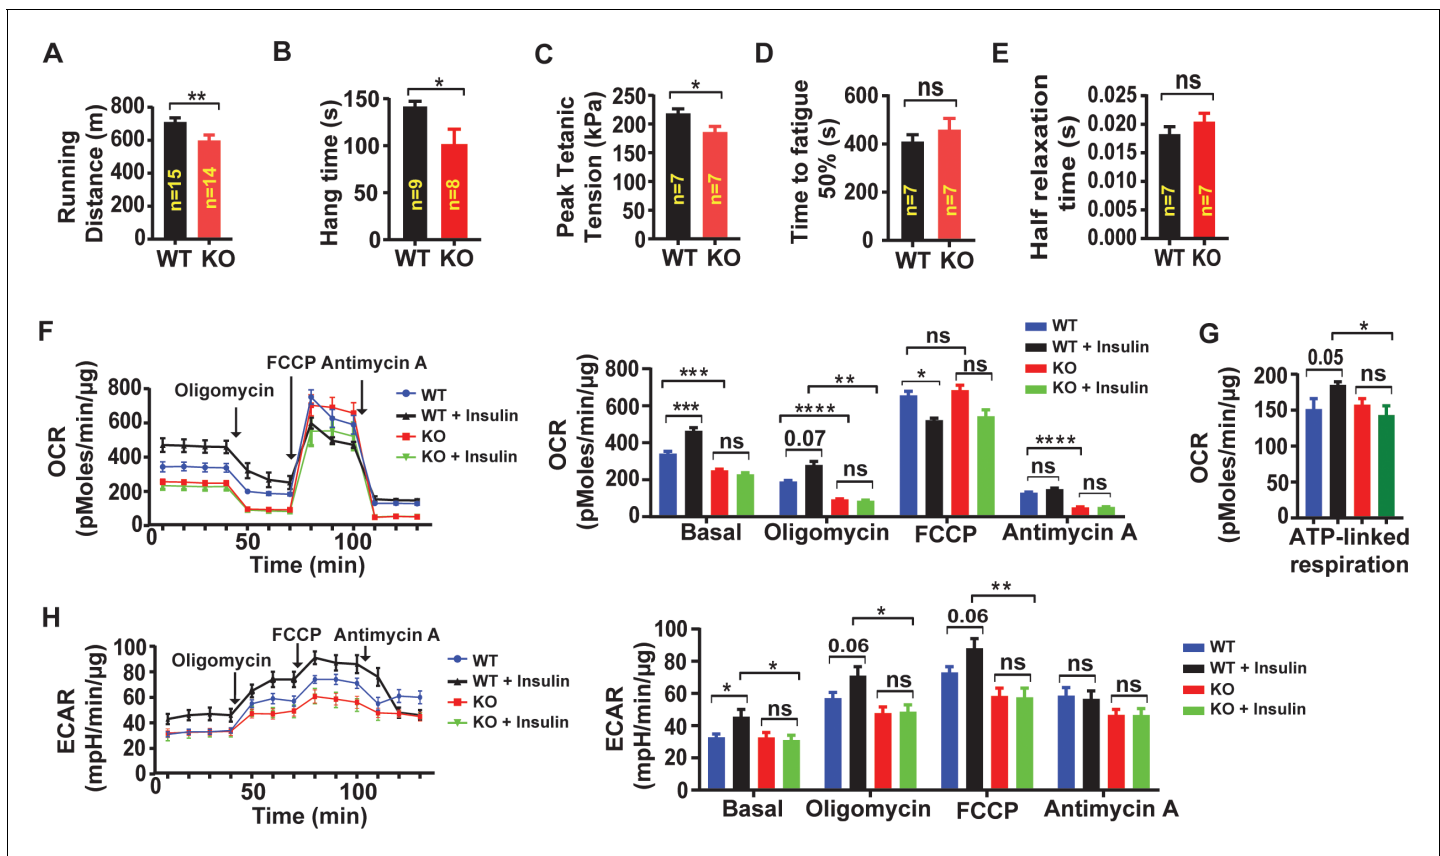 A
Running
Distance (m)
800
600
400
200
0
**
n=15
n=14
WT KO
B
Hang time (s)
150
100
50
0
*
n=9
n=8
WT KO
C
Peak Tetanic
Tension (kPa)
250
200
150
100
50
0
*
n=7
n=7
WT KO
D
Time to fatigue
50% (s)
600
400
200
0
ns
n=7
n=7
WT KO
E
Half relaxation
time (s)
0.025
0.020
0.015
0.010
0.005
0.000
ns
n=7
n=7
WT KO
F
OCR
(pMoles/min/µg)
800
600
400
200
0
Oligomycin
FCCP Antimycin A
WT
WT + Insulin
KO
KO + Insulin
0 50 100
Time (min)
OCR
(pMoles/min/µg)
800
600
400
200
0
***
***
ns
**
****
0.07
ns
ns
*
ns
****
ns
ns
WT
WT + Insulin
KO
KO + Insulin
Basal Oligomycin FCCP Antimycin A
G
OCR
(pMoles/min/µg)
200
150
100
50
0
*
0.05
ns
ATP-linked
respiration
H
ECAR
(mpH/min/µg)
100
80
60
40
20
0
Oligomycin
FCCP
Antimycin A
WT
WT + Insulin
KO
KO + Insulin
0 50 100
Time (min)
ECAR
(mpH/min/µg)
100
80
60
40
20
0
*
*
ns
*
0.06
ns
**
0.06
ns
ns
ns
WT
WT + Insulin
KO
KO + Insulin
Basal Oligomycin FCCP Antimycin A